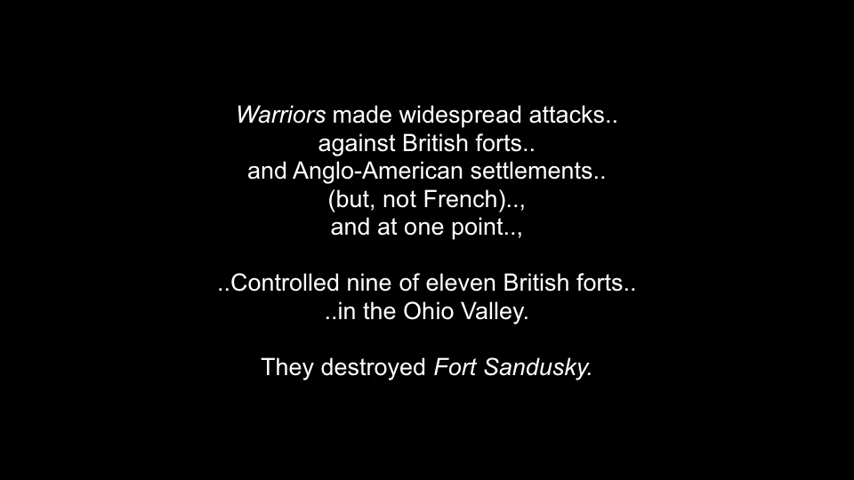 Warriors made widespread attacks..
against British forts..
and Anglo-American settlements..
(but, not French)..,
and at one point..,
..Controlled nine of eleven British forts..
..in the Ohio Valley.
They destroyed Fort Sandusky.